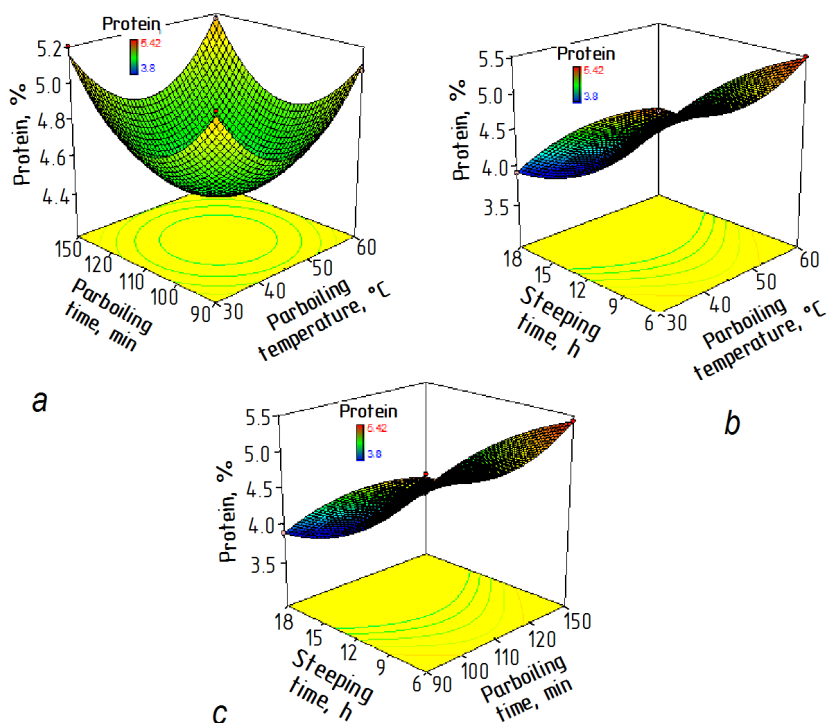 Protein
5.42
3.8
5.2
5.0
4.8
4.6
4.4
Protein, %
150
120
110
100
90
Parboiling
time, min
30
40
50
60
Parboiling
temperature, °C
a
Protein
5.42
3.8
5.5
5.0
4.5
4.0
3.5
Protein, %
18
15
12
9
6
Steeping
time, h
30
40
50
60
Parboiling
temperature, °C
b
Protein
5.42
3.8
5.5
5.0
4.5
4.0
3.5
Protein, %
18
15
12
9
6
Steeping
time, h
90
100
110
120
150
Parboiling
time, min
c